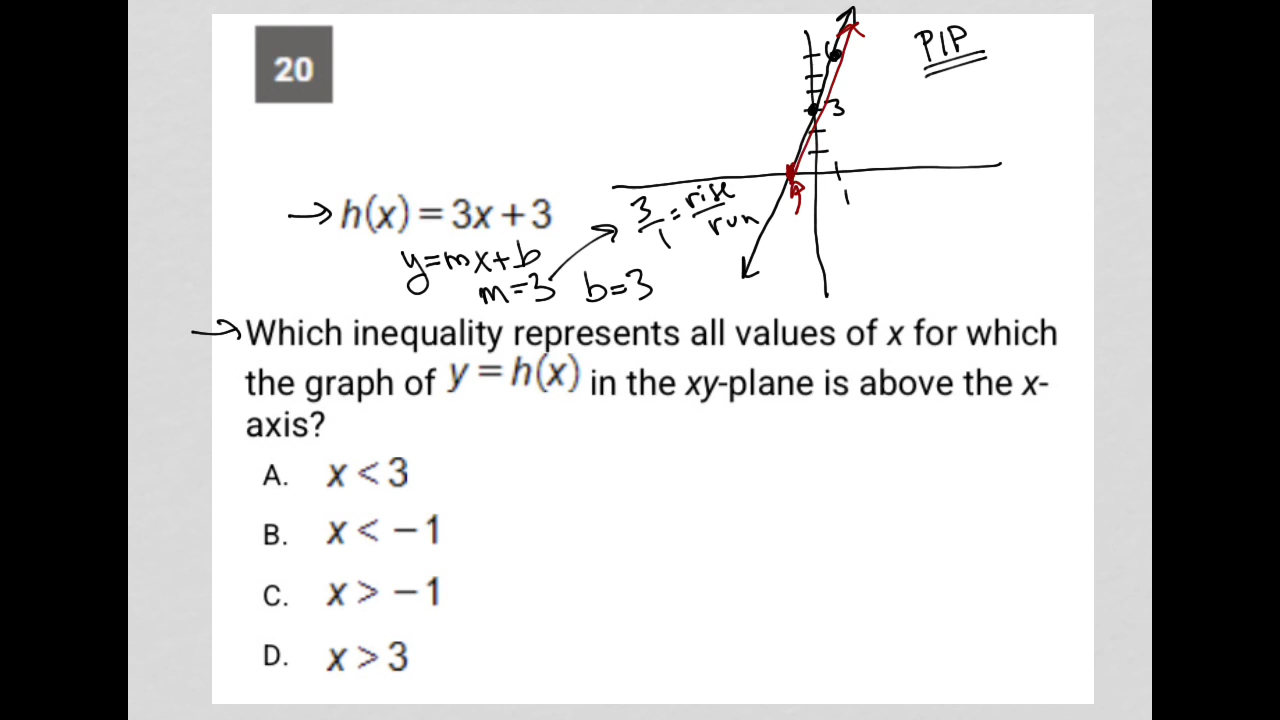 20
PIP
6
3
1
h(x) = 3x + 3
3/1 = rise/run
y=mx+b
m=3 b=3
Which inequality represents all values of x for which
the graph of y = h(x) in the xy-plane is above the x-
axis?
A. x < 3
B. x < −1
C. x > −1
D. x > 3